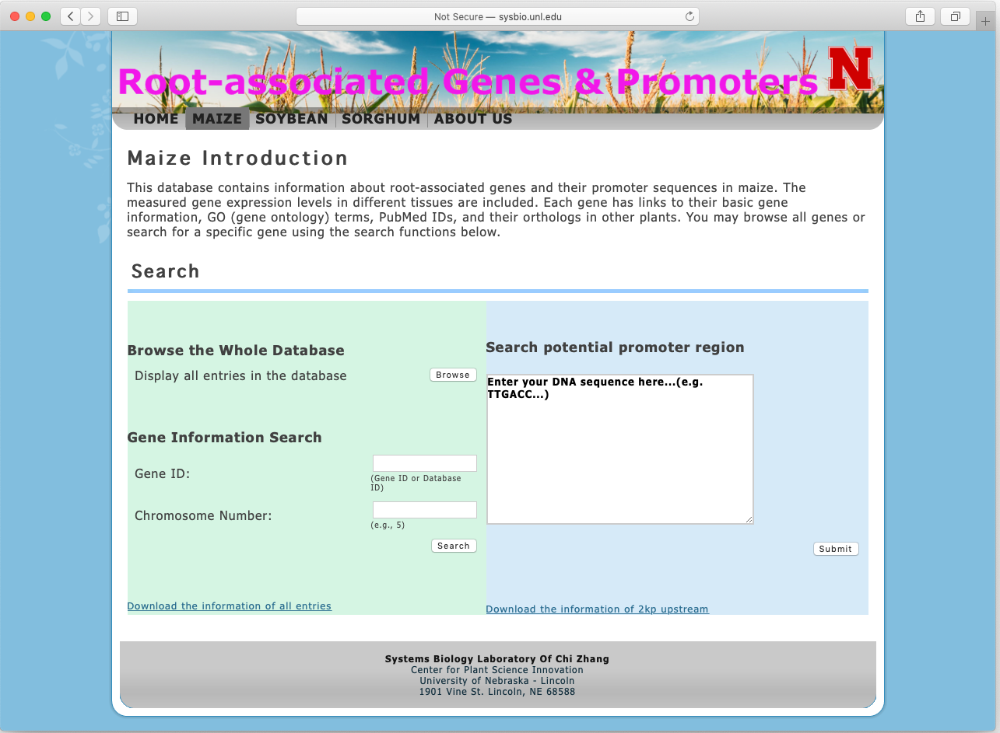 Not Secure — sysbio.unl.edu
Root-associated Genes & Promoters
N
HOME MAIZE SOYBEAN SORGHUM ABOUT US
Maize Introduction
This database contains information about root-associated genes and their promoter sequences in maize. The
measured gene expression levels in different tissues are included. Each gene has links to their basic gene
information, GO (gene ontology) terms, PubMed IDs, and their orthologs in other plants. You may browse all genes or
search for a specific gene using the search functions below.
Search
Browse the Whole Database
Display all entries in the database
Browse
Gene Information Search
Gene ID:
(Gene ID or Database
ID)
Chromosome Number:
(e.g., 5)
Search
Download the information of all entries
Search potential promoter region
Enter your DNA sequence here...(e.g.
TTGACC...)
Submit
Download the information of 2kp upstream
Systems Biology Laboratory Of Chi Zhang
Center for Plant Science Innovation
University of Nebraska - Lincoln
1901 Vine St. Lincoln, NE 68588